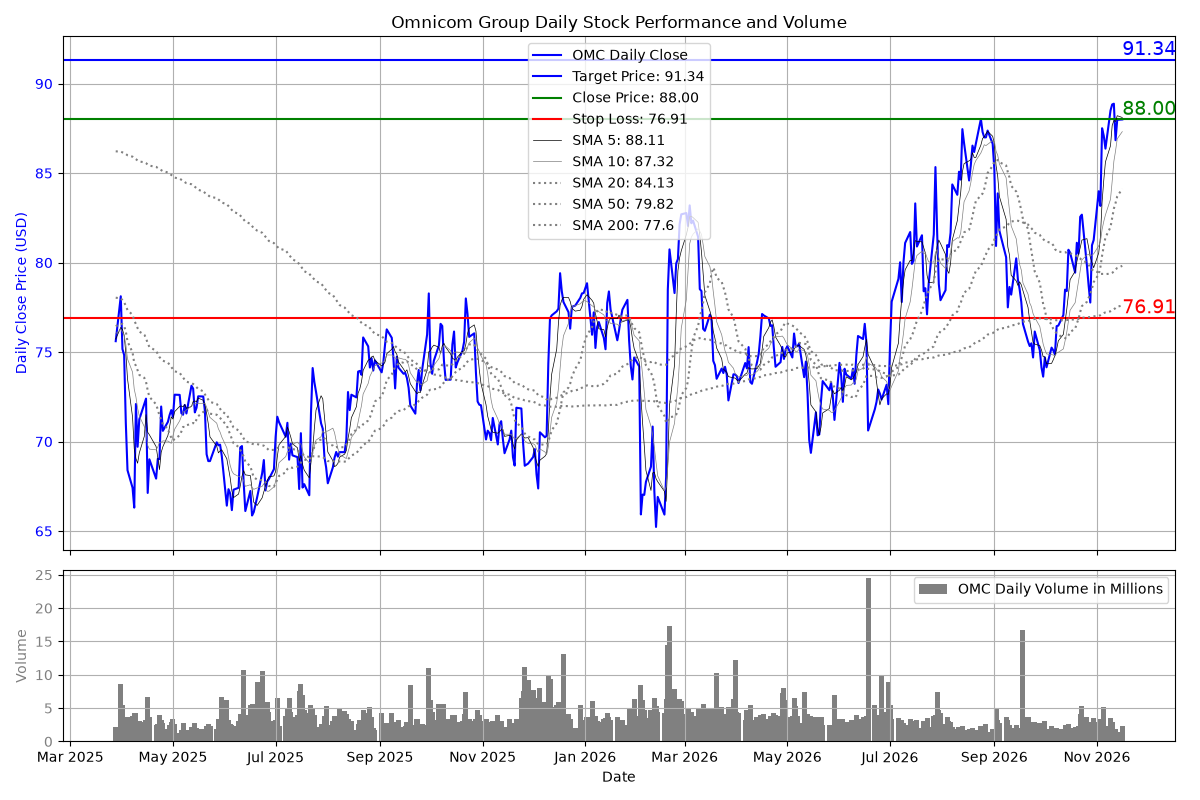 Omnicom Group Daily Stock Performance and Volume
91.34
88.00
76.91
OMC Daily Close
Target Price: 91.34
Close Price: 88.00
Stop Loss: 76.91
SMA 5: 88.11
SMA 10: 87.32
SMA 20: 84.13
SMA 50: 79.82
SMA 200: 77.6
Daily Close Price (USD)
90
85
80
75
70
65
OMC Daily Volume in Millions
Volume
25
20
15
10
5
0
Mar 2025 May 2025 Jul 2025 Sep 2025 Nov 2025 Jan 2026 Mar 2026 May 2026 Jul 2026 Sep 2026 Nov 2026
Date